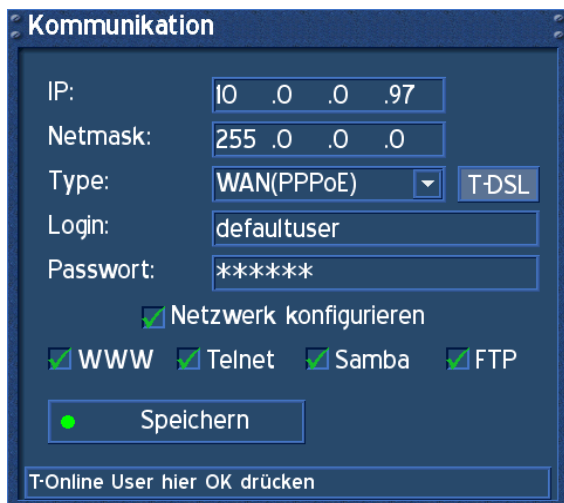 Kommunikation
IP: 10 .0 .0 .97
Netmask: 255 .0 .0 .0
Type: WAN(PPPoE) T-DSL
Login: defaultuser
Passwort: ******
Netzwerk konfigurieren
WWW Telnet Samba FTP
Speichern
T-Online User hier OK drücken